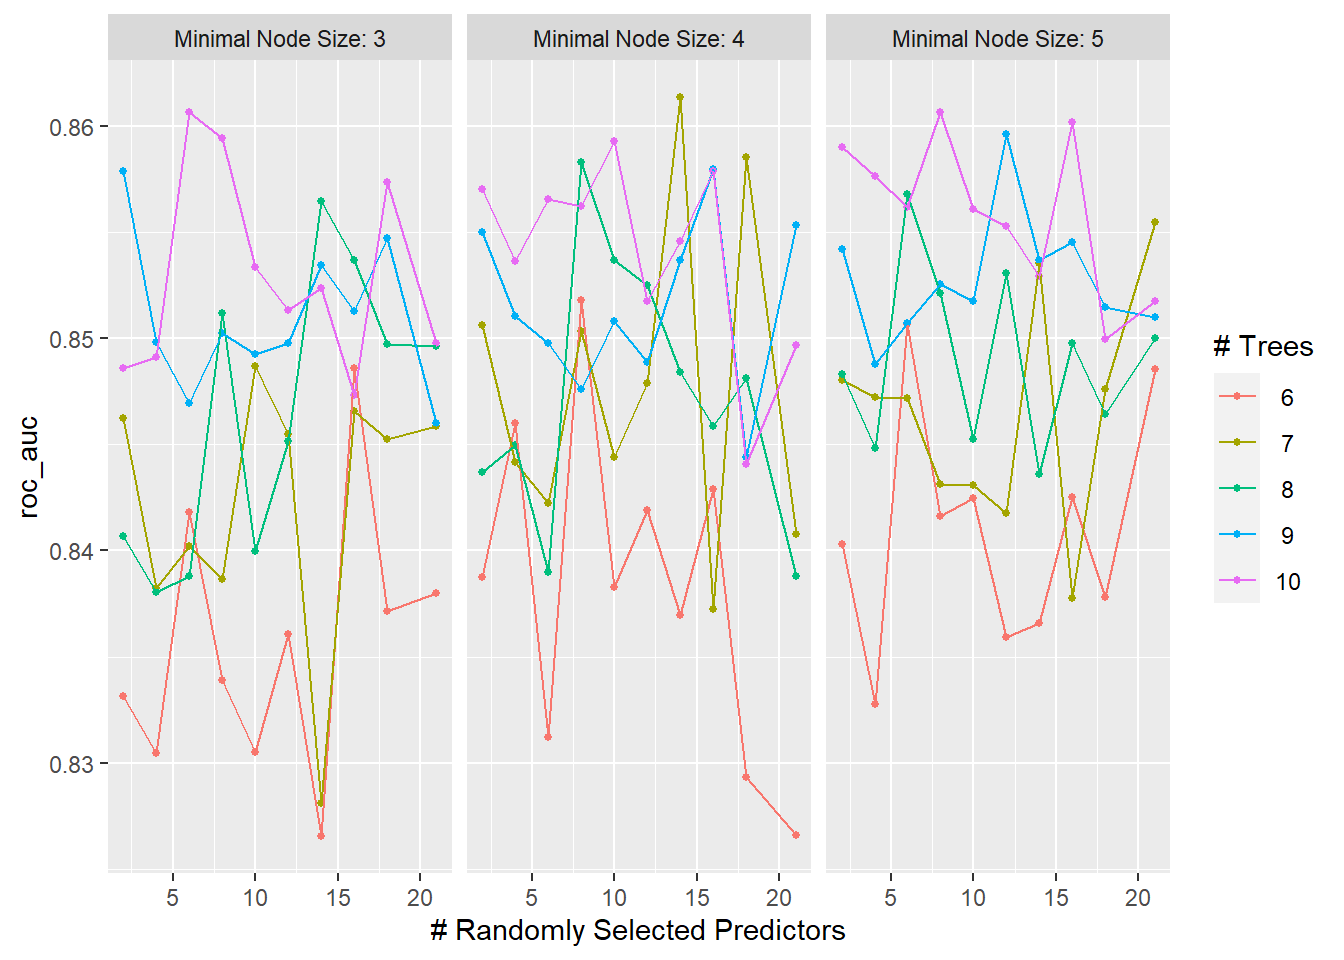 Minimal Node Size: 3
Minimal Node Size: 4
Minimal Node Size: 5
0.86
0.85
0.84
0.83
roc_auc
5 10 15 20
5 10 15 20
5 10 15 20
# Randomly Selected Predictors
# Trees
6
7
8
9
10